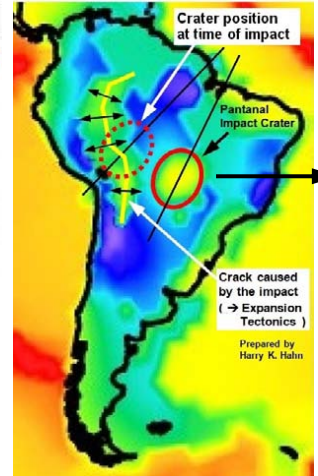 Crater position
at time of impact
Pantanal
Impact Crater
Crack caused
by the impact
( → Expansion
Tectonics )
Prepared by
Harry K. Hahn